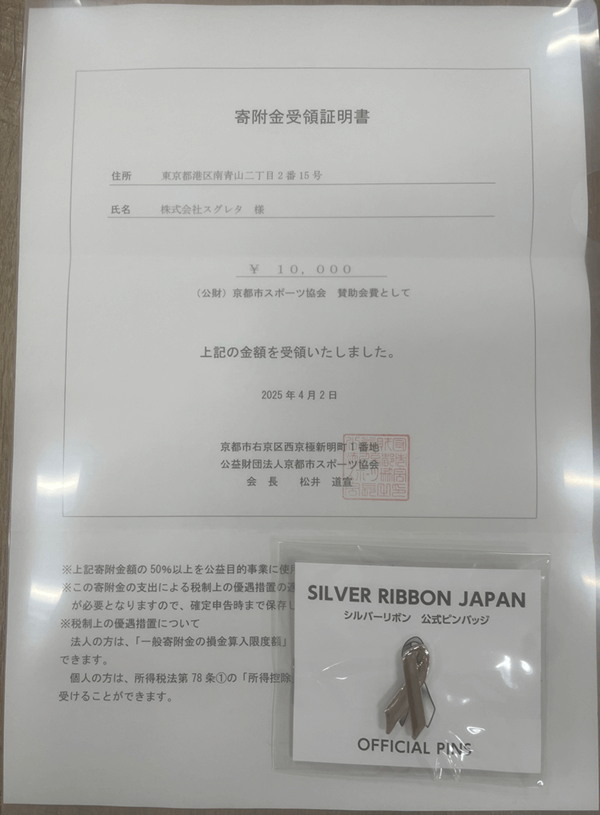 寄附金受領証明書
住所 東京都港区南青山二丁目2番15号
氏名 株式会社スグレタ 様
¥ 10,000
(公財)京都市スポーツ協会 賛助会費として
上記の金額を受領いたしました。
2025年4月2日
京都市右京区西京極新明町1番地
公益財団法人京都市スポーツ協会
会長 松井 道宣
※上記寄附金額の50%以上を公益目的事業に使
※この寄附金の支出による税制上の優遇措置の
が必要となりますので、確定申告時まで保存し
※税制上の優遇措置について
法人の方は、「一般寄附金の損金算入限度額」
できます。
個人の方は、所得税法第78条①の「所得控除
受けることができます。
SILVER RIBBON JAPAN
シルバーリボン 公式ピンバッジ
OFFICIAL PINS